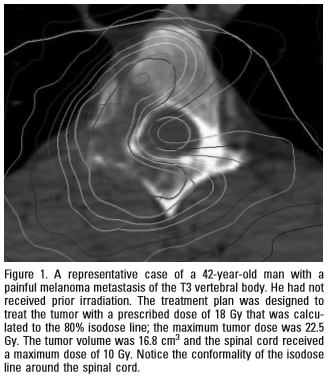 Figure 1. A representative case of a 42-year-old man with a
painful melanoma metastasis of the T3 vertebral body. He had not
received prior irradiation. The treatment plan was designed to
treat the tumor with a prescribed dose of 18 Gy that was calcu-
lated to the 80% isodose line; the maximum tumor dose was 22.5
Gy. The tumor volume was 16.8 cm³ and the spinal cord received
a maximum dose of 10 Gy. Notice the conformality of the isodose
line around the spinal cord.